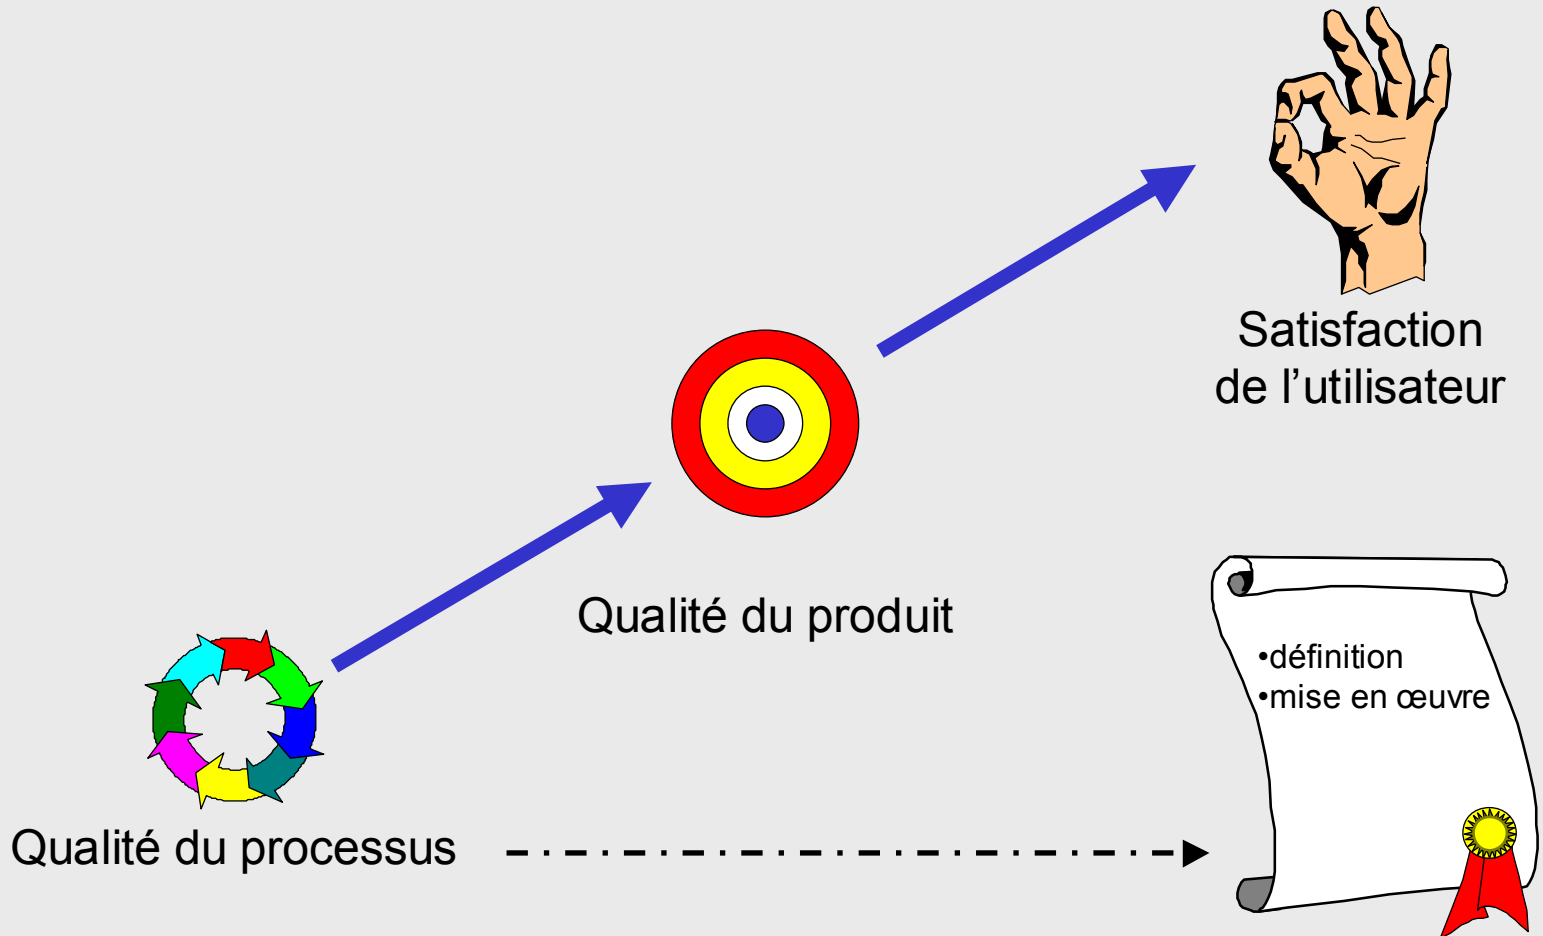 Satisfaction
de l’utilisateur
Qualité du produit
•définition
•mise en œuvre
Qualité du processus